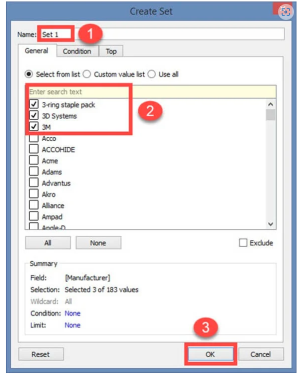 Create Set
Name: Set 1
1
General Condition Top
Select from list Custom value list Use all
Enter search text
3-ring staple pack
3D Systems
3M
2
Acco
ACCOHIDE
Acme
Adams
Advantus
Akro
Alliance
Ampad
Angle-D
All None Exclude
Summary
Field: [Manufacturer]
Selection: Selected 3 of 183 values
Wildcard: All
Condition: None
Limit: None
3
Reset OK Cancel